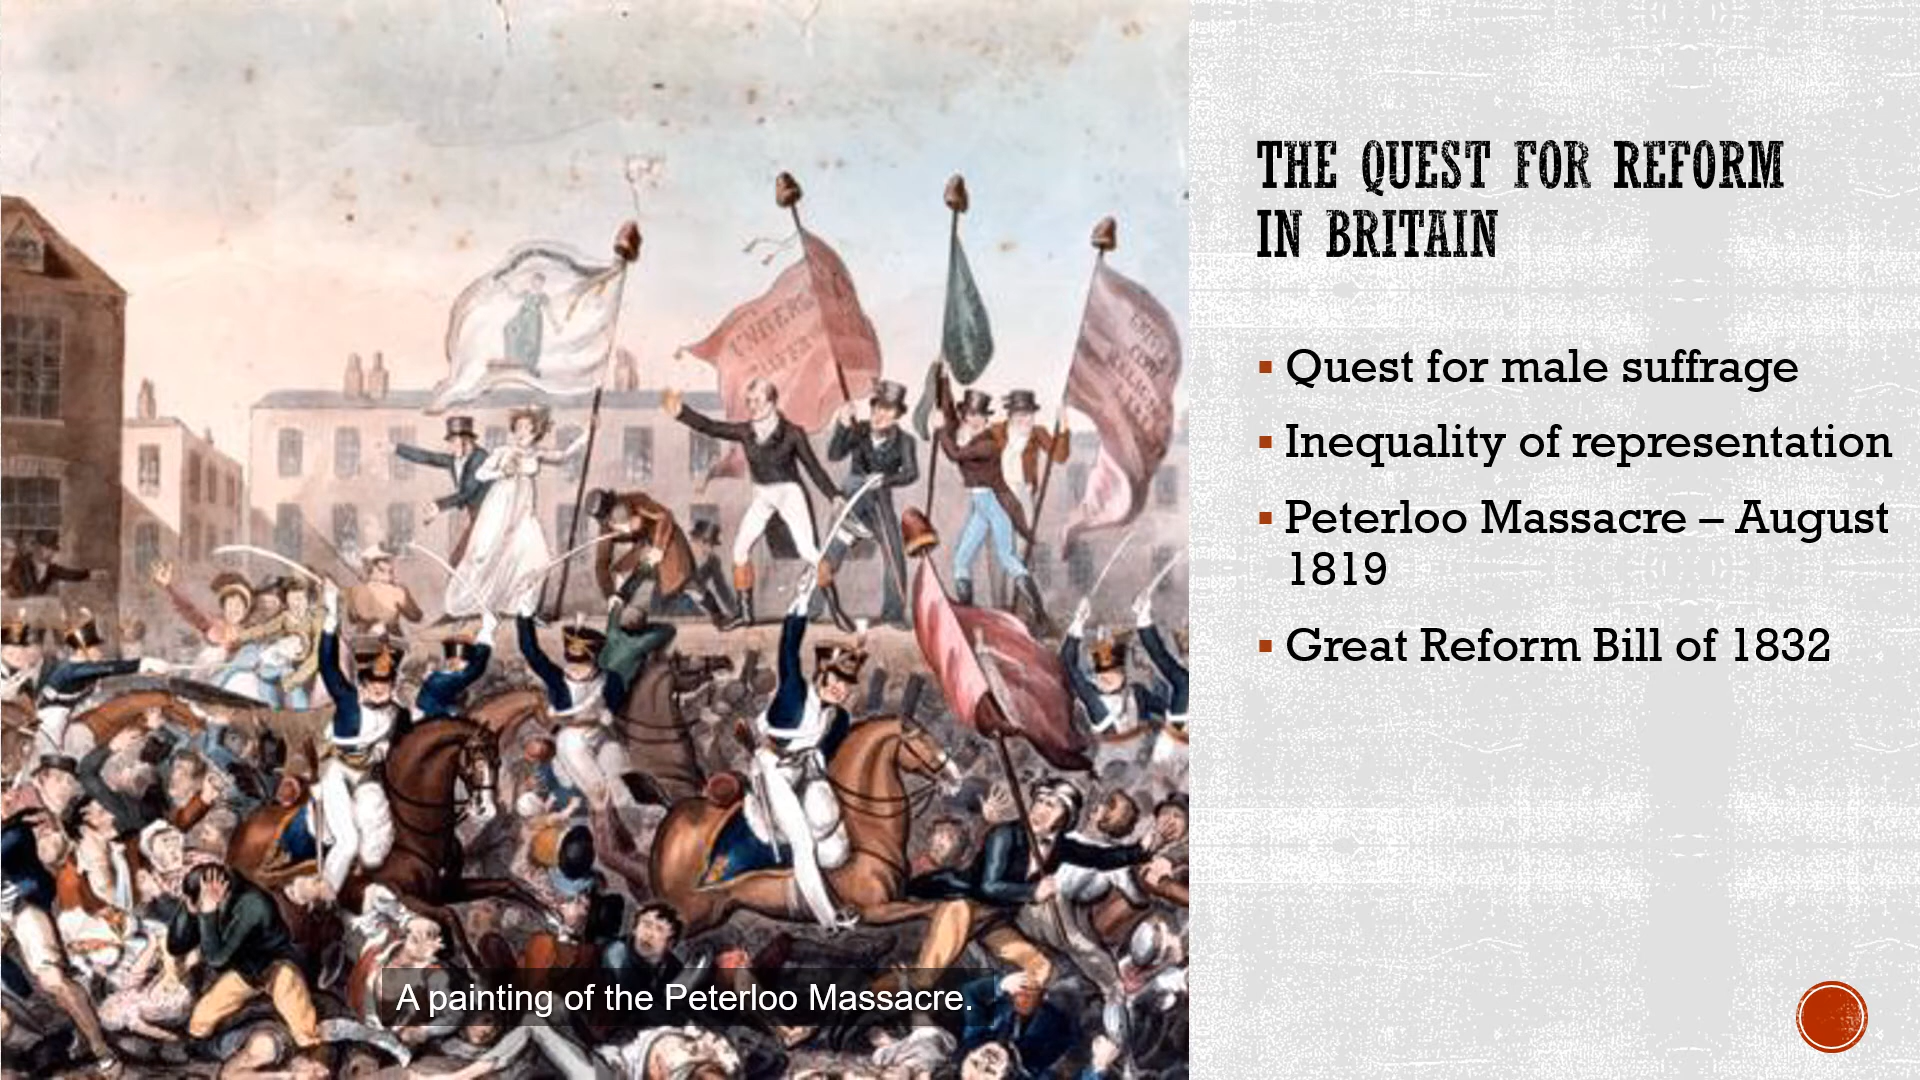 THE QUEST FOR REFORM
IN BRITAIN
Quest for male suffrage
Inequality of representation
Peterloo Massacre – August
1819
Great Reform Bill of 1832
A painting of the Peterloo Massacre.